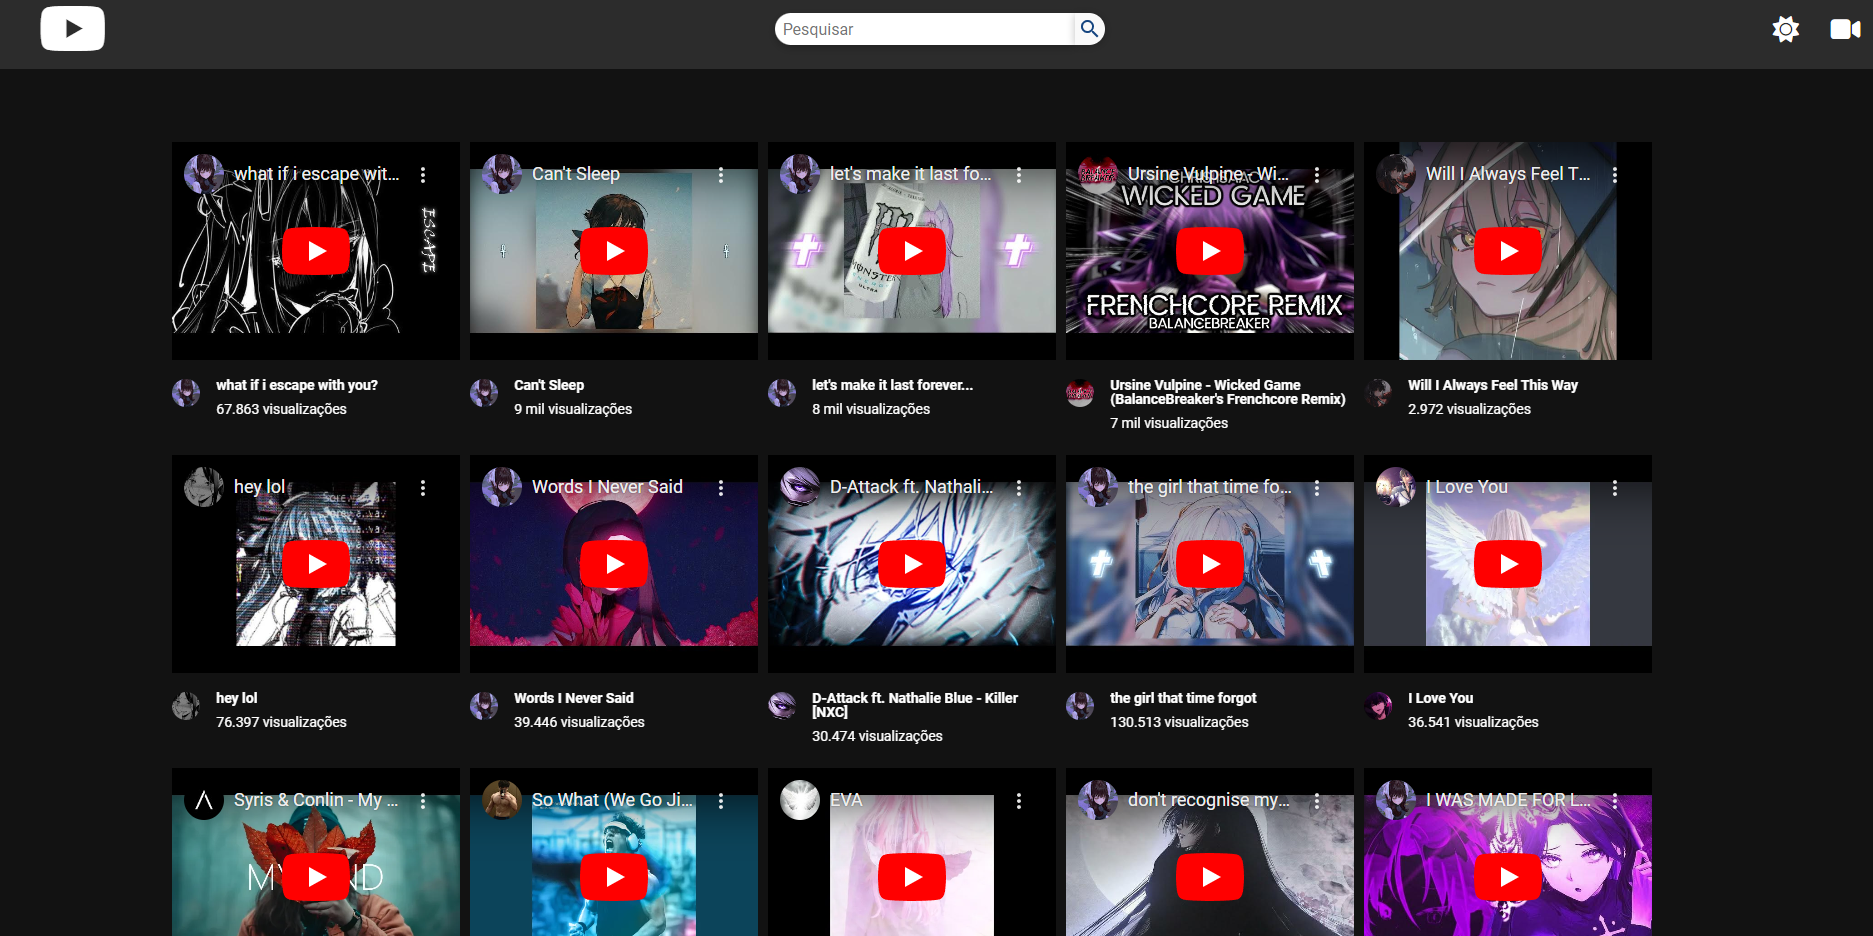 Pesquisar
what if i escape wit...
ESCAPE
Can't Sleep
let's make it last fo...
MONSTER
ULTRA
Ursine Vulpine - Wi...
WICKED GAME
FRENCHCORE REMIX
BALANCEBREAKER
Will I Always Feel T...
what if i escape with you?
67.863 visualizações
Can't Sleep
9 mil visualizações
let's make it last forever...
8 mil visualizações
Ursine Vulpine - Wicked Game
(BalanceBreaker's Frenchcore Remix)
7 mil visualizações
Will I Always Feel This Way
2.972 visualizações
hey lol
Words I Never Said
D-Attack ft. Nathali...
the girl that time fo...
I Love You
hey lol
76.397 visualizações
Words I Never Said
39.446 visualizações
D-Attack ft. Nathalie Blue - Killer
[NXC]
30.474 visualizações
the girl that time forgot
130.513 visualizações
I Love You
36.541 visualizações
Syris & Conlin - My ...
So What (We Go Ji...
EVA
don't recognise my...
I WAS MADE FOR L...